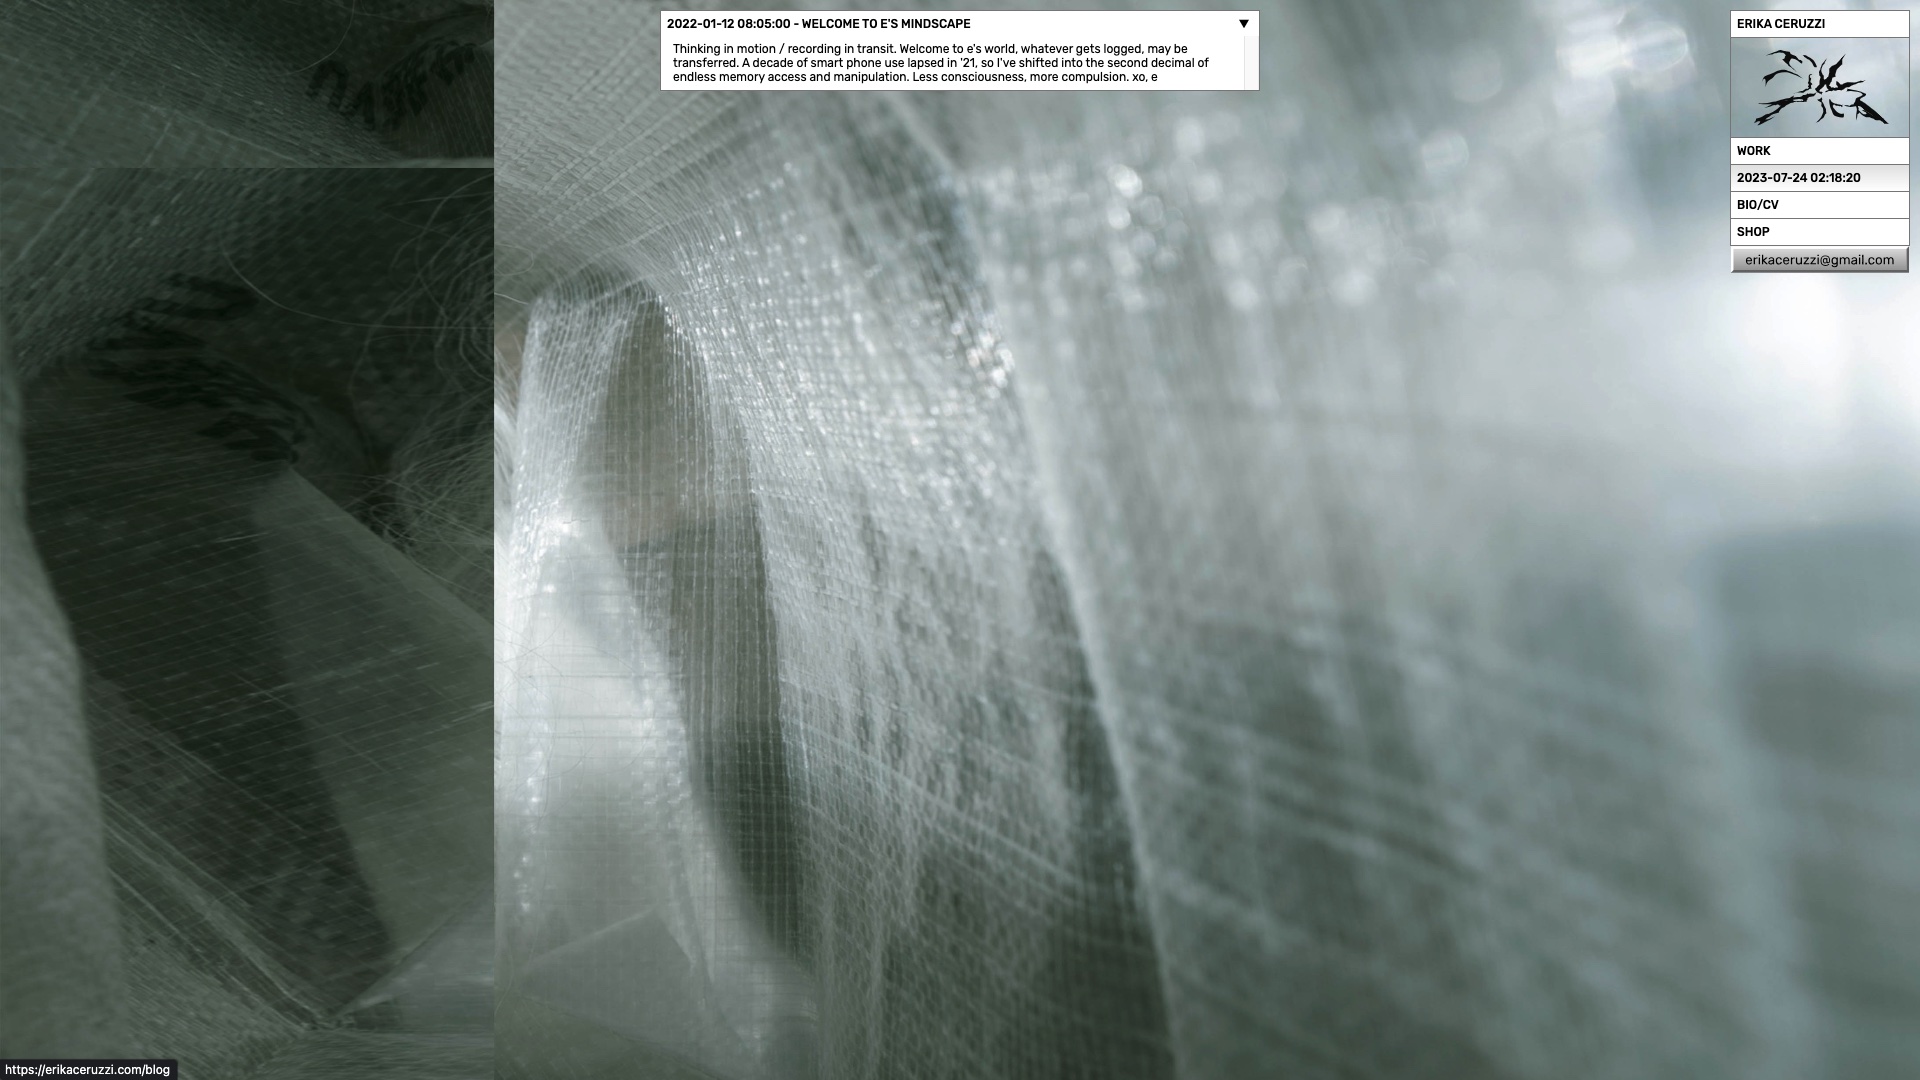 2022-01-12 08:05:00 - WELCOME TO E'S MINDSCAPE
Thinking in motion / recording in transit. Welcome to e's world, whatever gets logged, may be
transferred. A decade of smart phone use lapsed in '21, so I've shifted into the second decimal of
endless memory access and manipulation. Less consciousness, more compulsion. xo, e
ERIKA CERUZZI
WORK
2023-07-24 02:18:20
BIO/CV
SHOP
erikaceruzzi@gmail.com
https://erikaceruzzi.com/blog